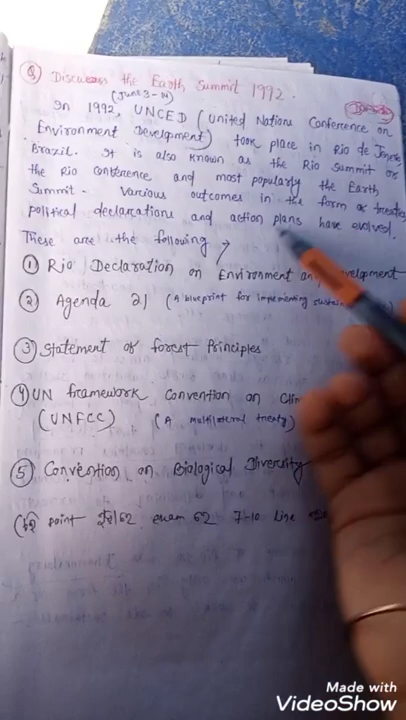 Q) Discuss the Earth Summit 1992.
(June 3-14)
In 1992, UNCED (United Nations Conference on
Environment Development) took place in Rio de
Brazil. It is also known as the Rio Summit or
the Rio conference and most popularly the Earth
Summit. Various outcomes in the form of
political declarations and action plans have evolved.
These are the following
① Rio Declaration on Environment
② Agenda 21 (A blueprint for implementing
③ Statement of forest Principles
④ UN framework Convention on
(UNFCC) (A multilateral treaty)
⑤ Convention on Biological Diversity
point exam 7-10 line
Made with
VideoShow